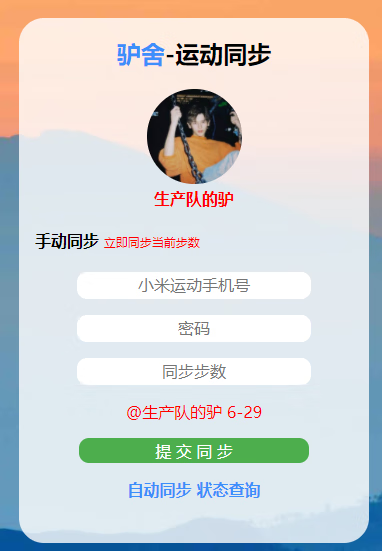 驴舍-运动同步
生产队的驴
手动同步 立即同步当前步数
小米运动手机号
密码
同步步数
@生产队的驴 6-29
提交同步
自动同步 状态查询